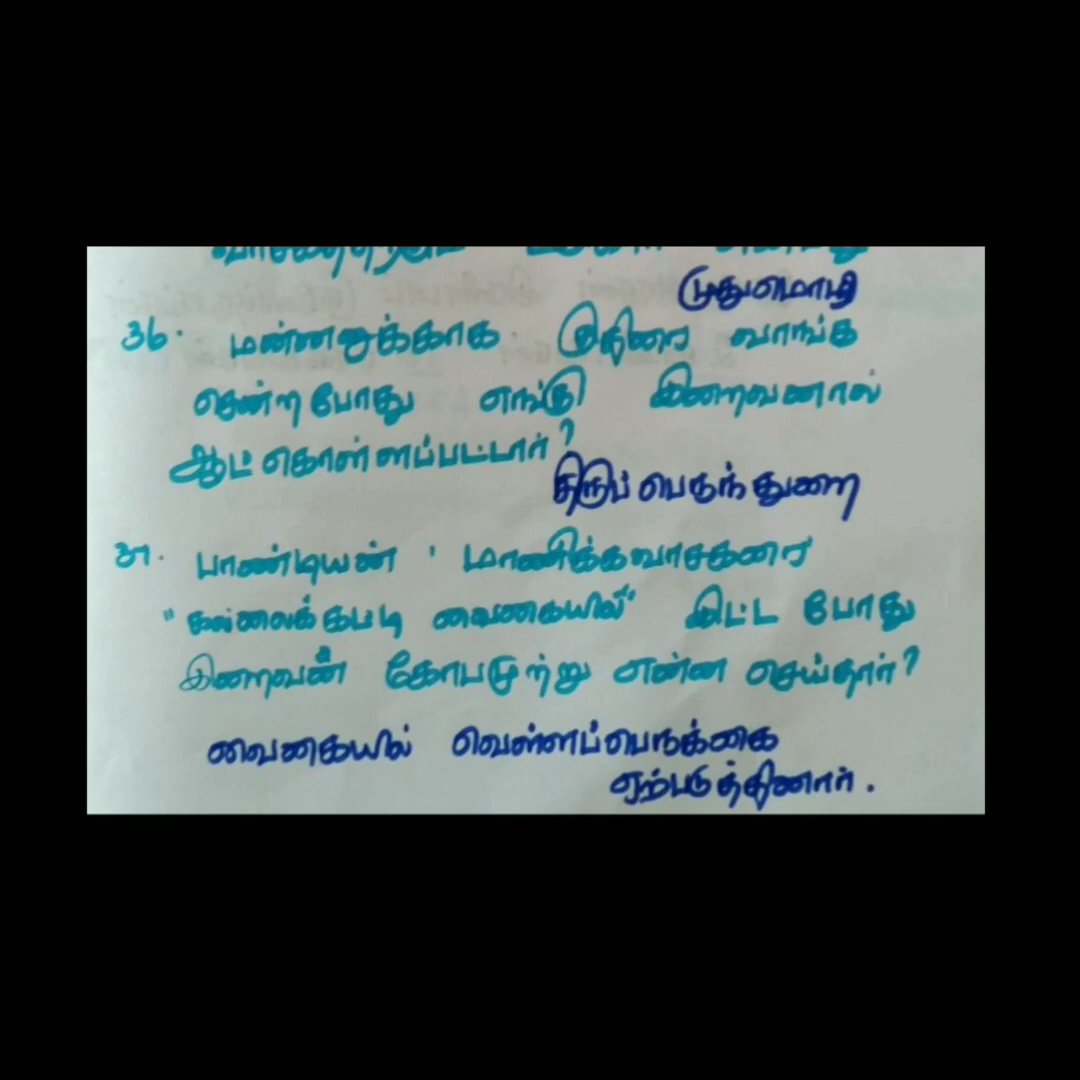 முதுமொழி
36. மன்னனுக்காக குதிரை வாங்க
சென்ற போது எங்கு இறைவனால்
ஆட் கொள்ளப்பட்டார்?
திருப் பெருந் துறை
37. பாண்டியன் ' மாணிக்கவாசகரை
"கல்லைக்கட்டி வைகையில்" இட்ட போது
இறைவன் கோபமுற்று என்ன செய்தார்?
வைகையில் வெள்ளப்பெருக்கை
ஏற்படுத்தினார்.